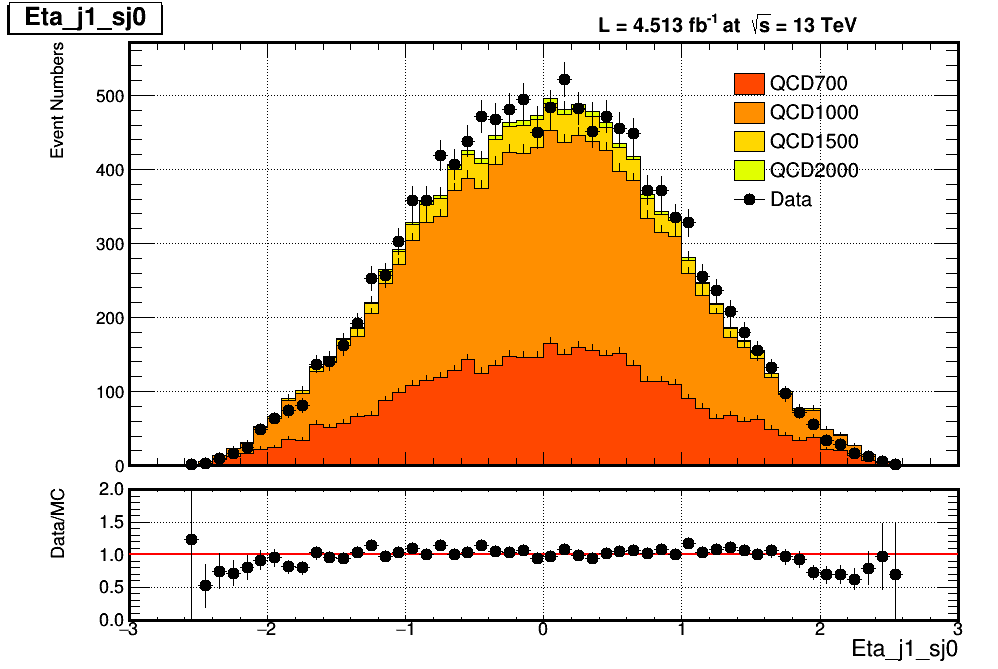 Eta_j1_sj0
L = 4.513 fb-1 at √s = 13 TeV
Event Numbers
500
400
300
200
100
0
QCD700
QCD1000
QCD1500
QCD2000
Data
Data/MC
2.0
1.5
1.0
0.5
0.0
−3 −2 −1 0 1 2 3
Eta_j1_sj0